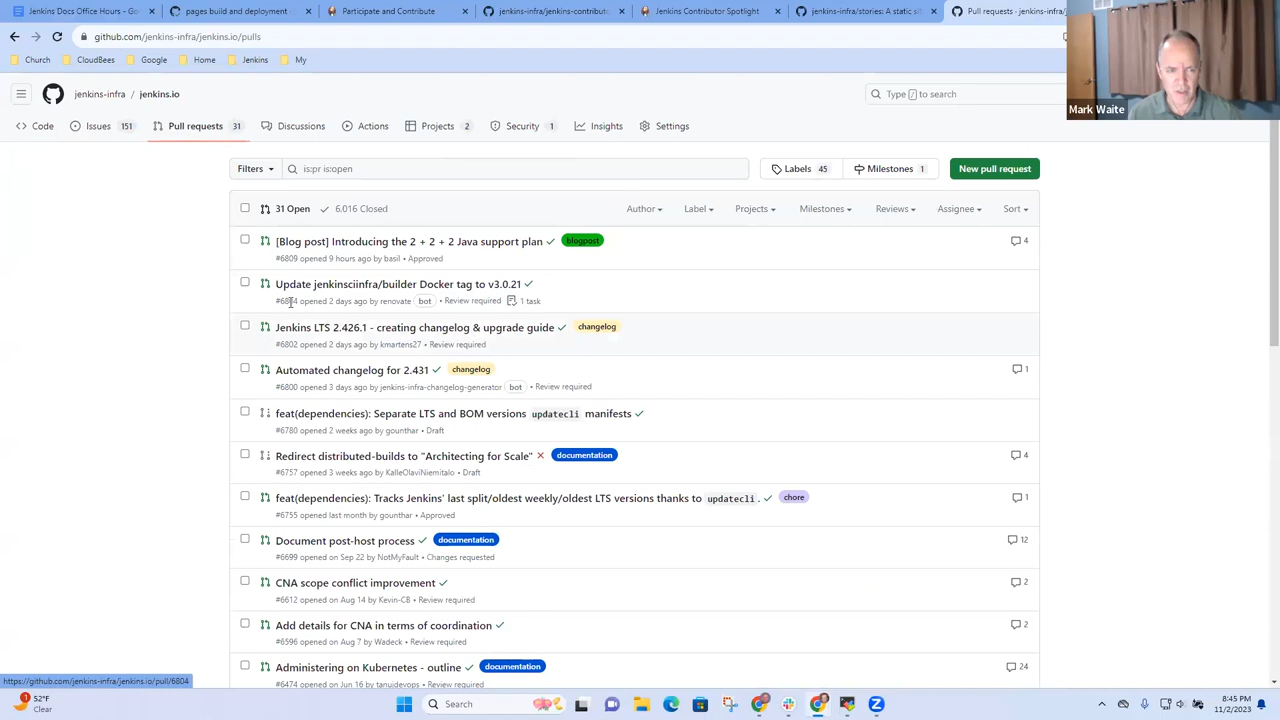 Jenkins Docs Office Hours - Go
pages build and deployment
Participate and Contribute
jenkins-infra/contributor
Jenkins Contributor Spotlight
jenkins-infra/stories: A static si
Pull requests · jenkins-infra/jenk
github.com/jenkins-infra/jenkins.io/pulls
Church CloudBees Google Home Jenkins My
jenkins-infra / jenkins.io
Type / to search
Mark Waite
Code Issues 151 Pull requests 31 Discussions Actions Projects 2 Security 1 Insights Settings
Filters is:pr is:open Labels 45 Milestones 1 New pull request
31 Open 6,016 Closed Author Label Projects Milestones Reviews Assignee Sort
[Blog post] Introducing the 2 + 2 + 2 Java support plan blogpost 4
#6809 opened 9 hours ago by basil • Approved
Update jenkinsciinfra/builder Docker tag to v3.0.21
#6804 opened 2 days ago by renovate bot • Review required 1 task
Jenkins LTS 2.426.1 - creating changelog & upgrade guide changelog
#6802 opened 2 days ago by kmartens27 • Review required
Automated changelog for 2.431 changelog 1
#6800 opened 3 days ago by jenkins-infra-changelog-generator bot • Review required
feat(dependencies): Separate LTS and BOM versions updatecli manifests
#6780 opened 2 weeks ago by gounthar • Draft
Redirect distributed-builds to "Architecting for Scale" documentation 4
#6757 opened 3 weeks ago by KalleOlaviNiemitalo • Draft
feat(dependencies): Tracks Jenkins' last split/oldest weekly/oldest LTS versions thanks to updatecli . chore 1
#6755 opened last month by gounthar • Approved
Document post-host process documentation 12
#6699 opened on Sep 22 by NotMyFault • Changes requested
CNA scope conflict improvement 2
#6612 opened on Aug 14 by Kevin-CB • Review required
Add details for CNA in terms of coordination 2
#6596 opened on Aug 7 by Wadeck • Review required
Administering on Kubernetes - outline documentation 24
#6474 opened on Jun 16 by tanujdevops • Review required
https://github.com/jenkins-infra/jenkins.io/pull/6804
52°F
Clear
Search
8:45 PM
11/2/2023